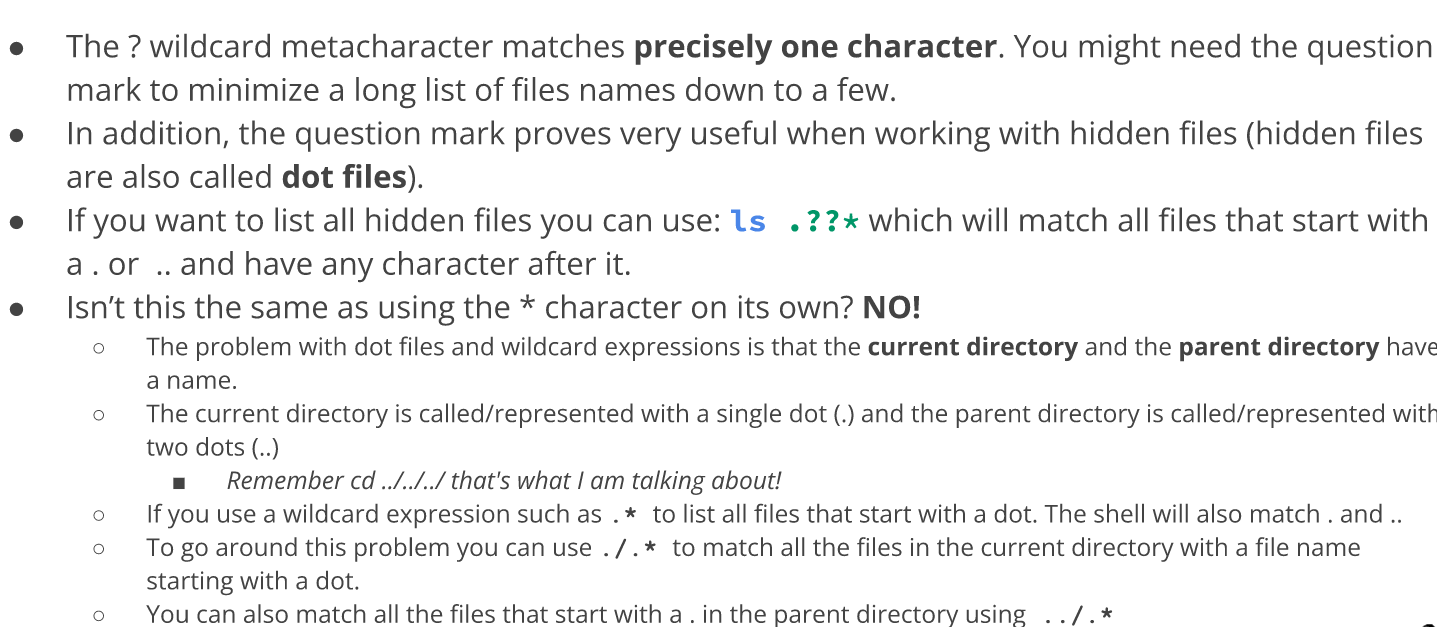 ● The ? wildcard metacharacter matches precisely one character. You might need the question
mark to minimize a long list of files names down to a few.
● In addition, the question mark proves very useful when working with hidden files (hidden files
are also called dot files).
● If you want to list all hidden files you can use: ls .??* which will match all files that start with
a . or .. and have any character after it.
● Isn’t this the same as using the * character on its own? NO!
○ The problem with dot files and wildcard expressions is that the current directory and the parent directory have
a name.
○ The current directory is called/represented with a single dot (.) and the parent directory is called/represented with
two dots (..)
■ Remember cd ../../../ that's what I am talking about!
○ If you use a wildcard expression such as .* to list all files that start with a dot. The shell will also match . and ..
○ To go around this problem you can use ./.* to match all the files in the current directory with a file name
starting with a dot.
○ You can also match all the files that start with a . in the parent directory using ../.*